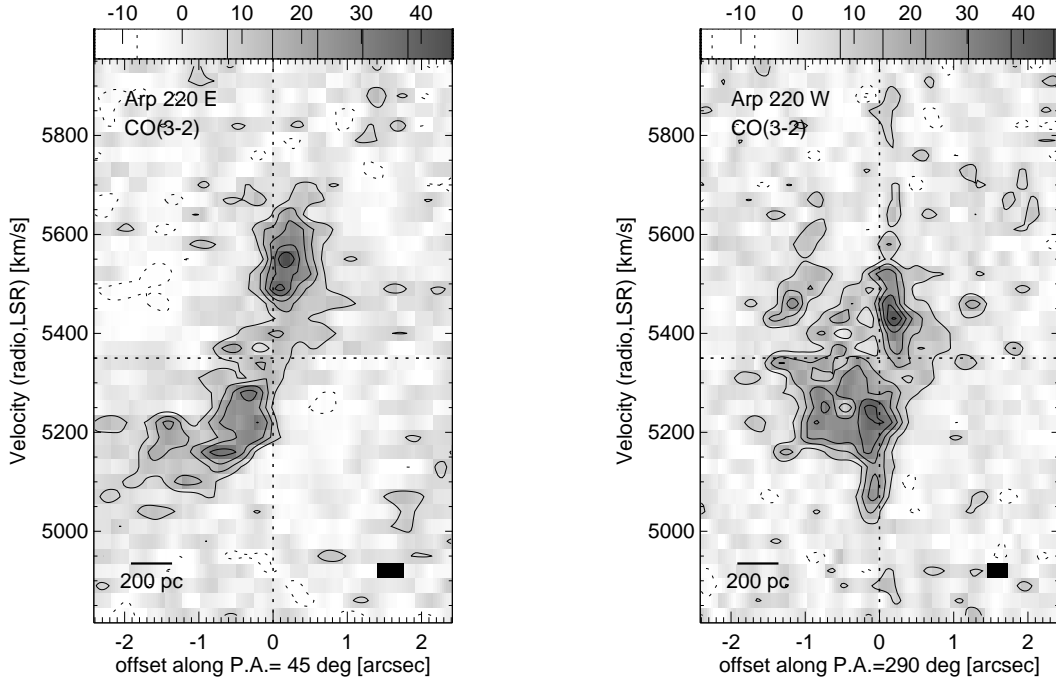 -10 0 10 20 30 40
Arp 220 E
CO(3-2)
5800
5600
5400
5200
5000
Velocity (radio,LSR) [km/s]
200 pc
-2 -1 0 1 2
offset along P.A.= 45 deg [arcsec]
-10 0 10 20 30 40
Arp 220 W
CO(3-2)
5800
5600
5400
5200
5000
Velocity (radio,LSR) [km/s]
200 pc
-2 -1 0 1 2
offset along P.A.=290 deg [arcsec]